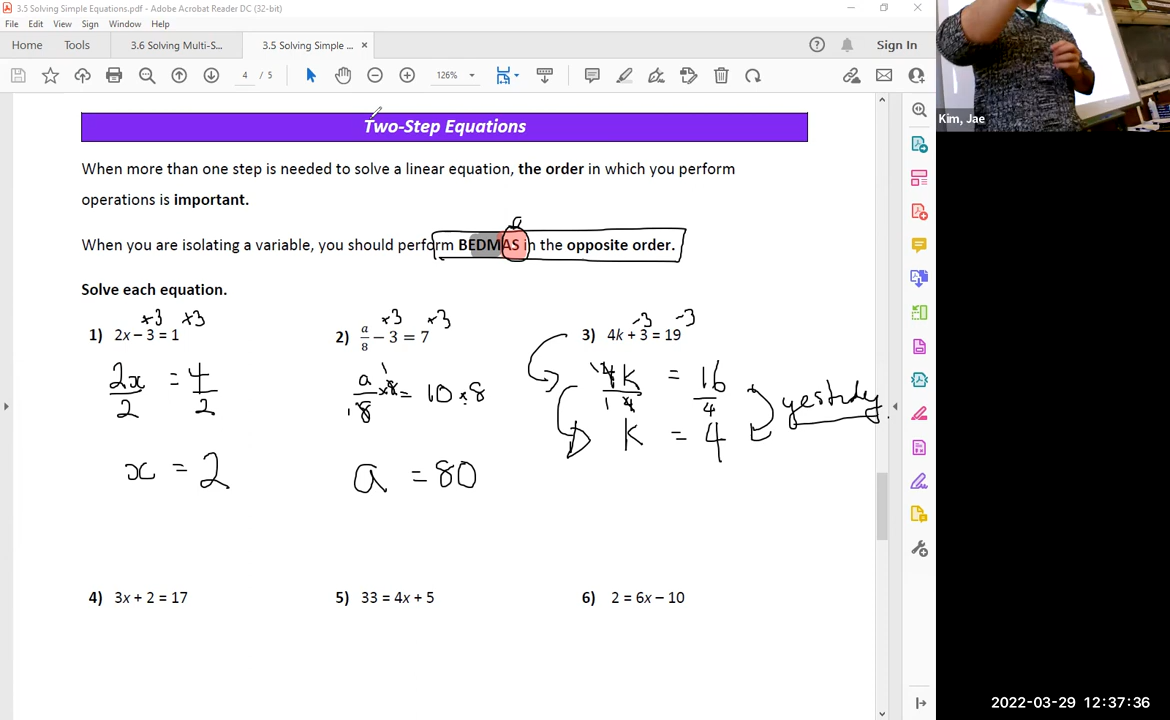 3.5 Solving Simple Equations.pdf - Adobe Acrobat Reader DC (32-bit)
File Edit View Sign Window Help
Home Tools 3.6 Solving Multi-S... 3.5 Solving Simple ... × Sign In
4 / 5 126%
Kim, Jae
Two-Step Equations
When more than one step is needed to solve a linear equation, the order in which you perform
operations is important.
When you are isolating a variable, you should perform BEDMAS in the opposite order.
Solve each equation.
+3 +3 +3 +3 -3 -3
1) 2x – 3 = 1 2) a/8 – 3 = 7 3) 4k + 3 = 19
2x/2 = 4/2 a/8 × 8 = 10 × 8 4k/4 = 16/4 yesterday.
x = 2 a = 80 k = 4
4) 3x + 2 = 17 5) 33 = 4x + 5 6) 2 = 6x – 10
2022-03-29 12:37:36